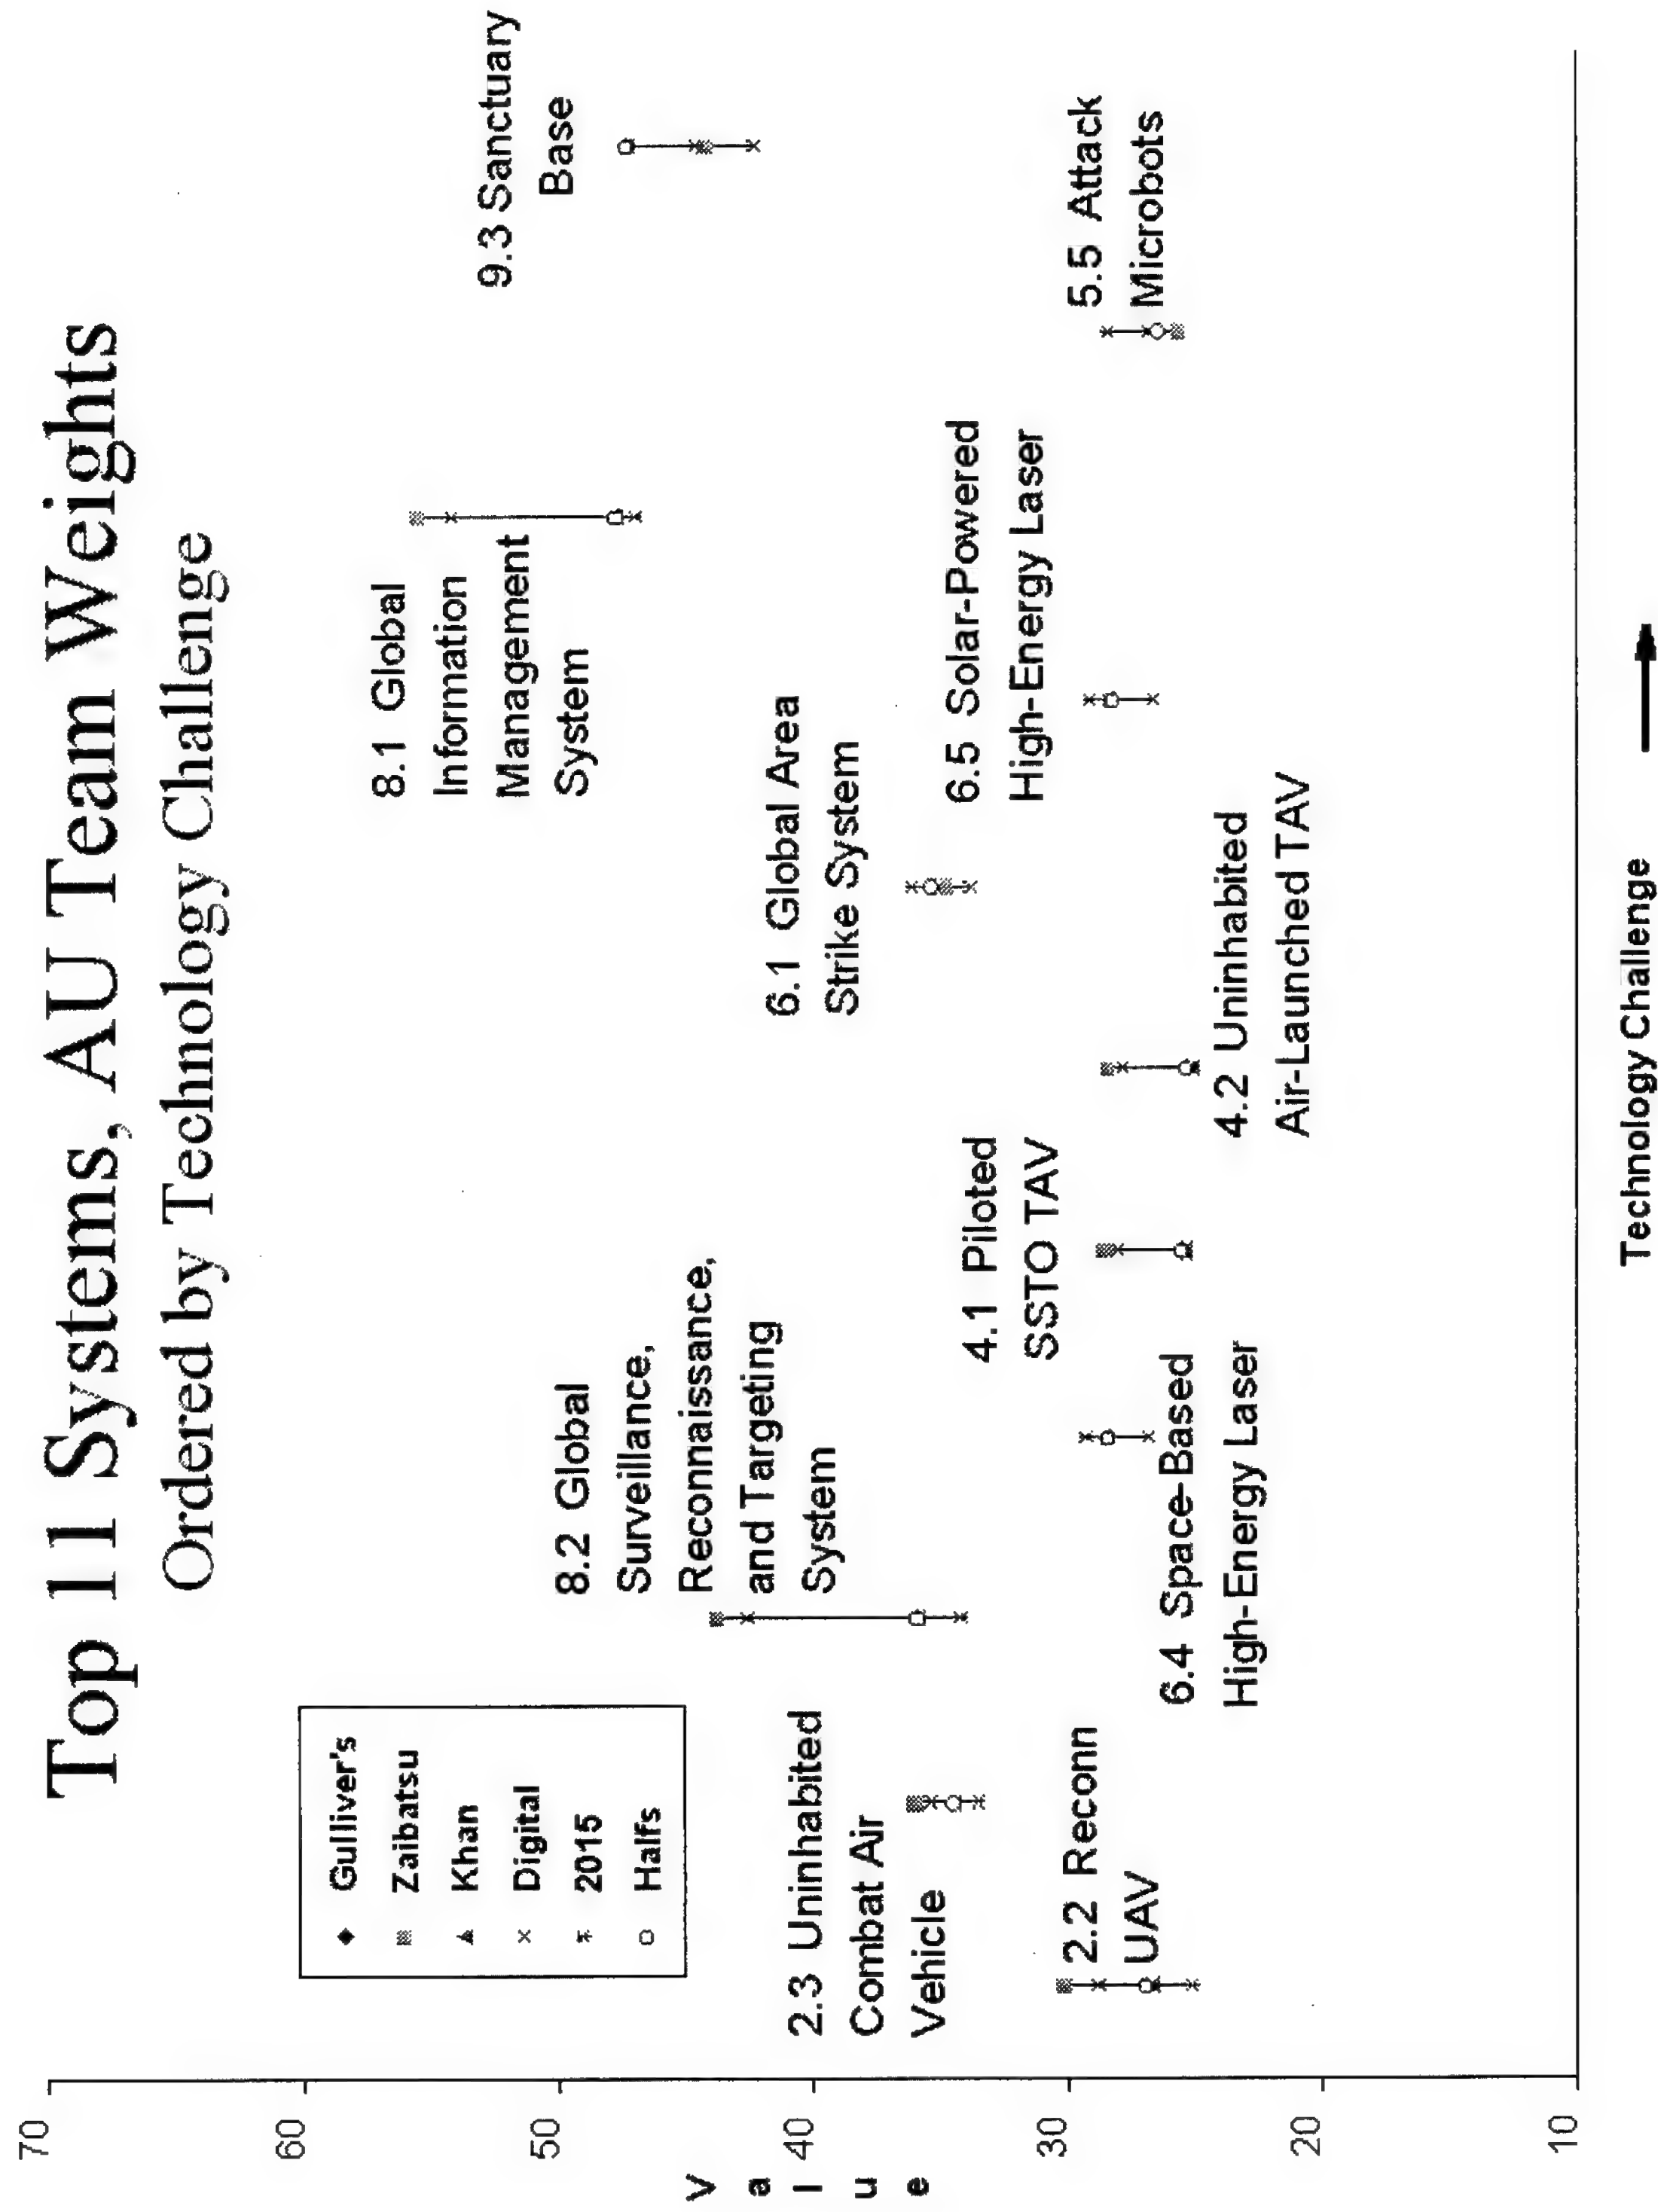 Top 11 Systems, AU Team Weights
Ordered by Technology Challenge
70
60
50
40
30
20
10
Value
Gulliver's
Zaibatsu
Khan
Digital
2015
Halfs
2.2 Reconn
UAV
2.3 Uninhabited
Combat Air
Vehicle
8.2 Global
Surveillance,
Reconnaissance,
and Targeting
System
6.4 Space-Based
High-Energy Laser
4.1 Piloted
SSTO TAV
4.2 Uninhabited
Air-Launched TAV
6.1 Global Area
Strike System
6.5 Solar-Powered
High-Energy Laser
8.1 Global
Information
Management
System
5.5 Attack
Microbots
9.3 Sanctuary
Base
Technology Challenge